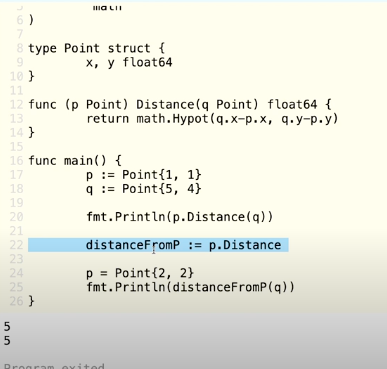 5 "math"
6 )
7
8 type Point struct {
9 x, y float64
10 }
11
12 func (p Point) Distance(q Point) float64 {
13 return math.Hypot(q.x-p.x, q.y-p.y)
14 }
15
16 func main() {
17 p := Point{1, 1}
18 q := Point{5, 4}
19
20 fmt.Println(p.Distance(q))
21
22 distanceFromP := p.Distance
23
24 p = Point{2, 2}
25 fmt.Println(distanceFromP(q))
26 }
5
5
Program exited